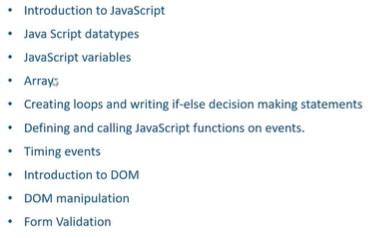 • Introduction to JavaScript
• Java Script datatypes
• JavaScript variables
• Arrays
• Creating loops and writing if-else decision making statements
• Defining and calling JavaScript functions on events.
• Timing events
• Introduction to DOM
• DOM manipulation
• Form Validation